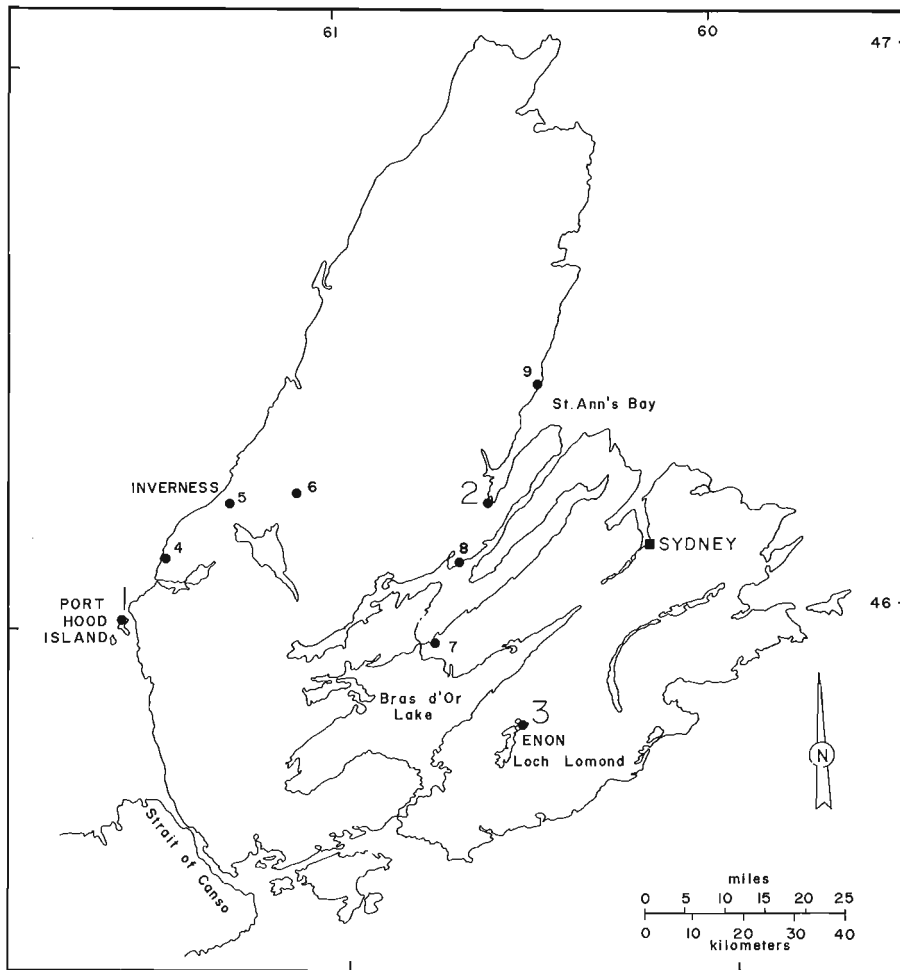 61
60
47
9
St. Ann's Bay
INVERNESS
5
6
2
4
8
SYDNEY
1
PORT
HOOD
ISLAND
46
7
Bras d'Or
Lake
3
ENON
Loch Lomond
N
Strait of Canso
miles
0 5 10 15 20 25
0 10 20 30 40
kilometers